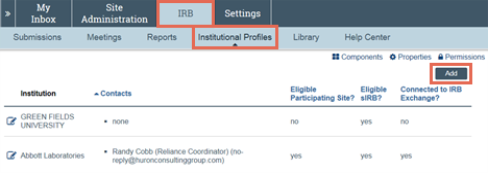 » My Inbox Site Administration IRB Settings
Submissions Meetings Reports Institutional Profiles Library Help Center
Components Properties Permissions
Add
Institution Contacts Eligible Participating Site? Eligible sIRB? Connected to IRB Exchange?
GREEN FIELDS UNIVERSITY • none no yes no
Abbott Laboratories • Randy Cobb (Reliance Coordinator) (no-reply@huronconsultinggroup.com) yes yes yes